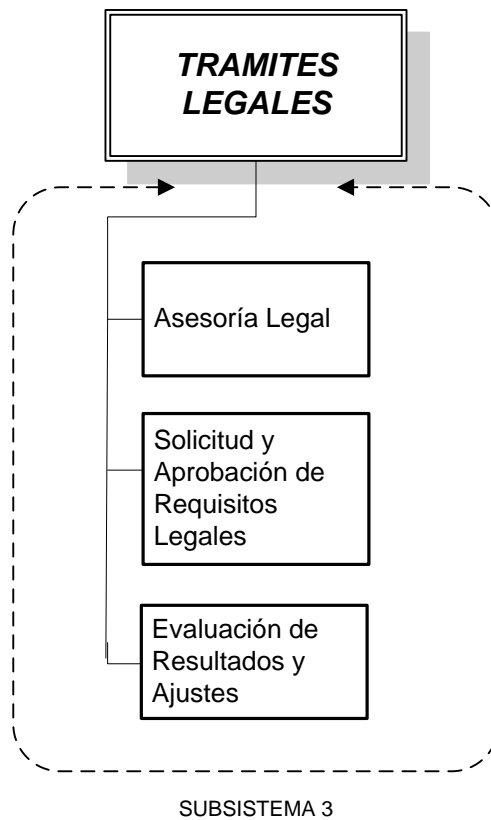 TRAMITES
LEGALES
Asesoría Legal
Solicitud y
Aprobación de
Requisitos
Legales
Evaluación de
Resultados y
Ajustes
SUBSISTEMA 3